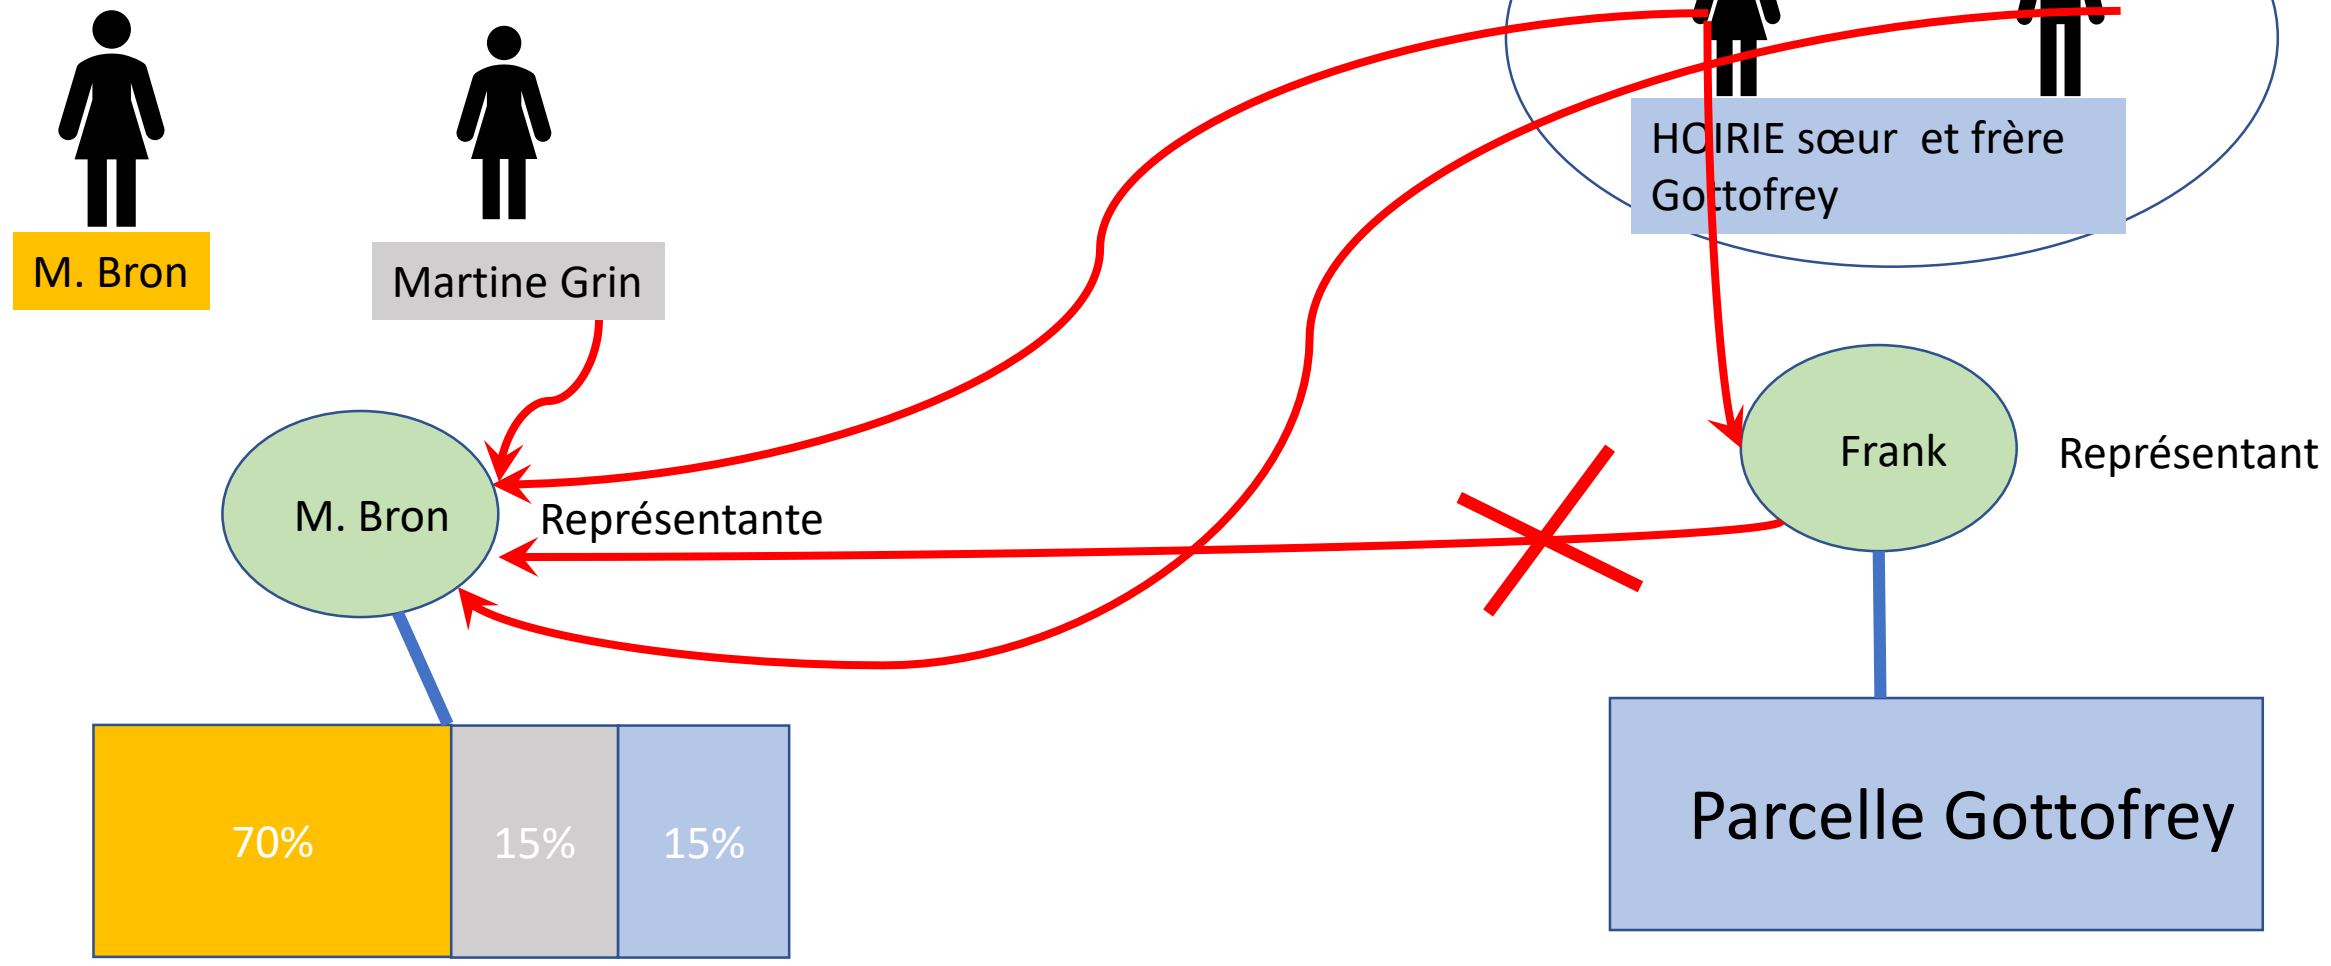 HOIRIE sœur et frère
Gottofrey
M. Bron
Martine Grin
Frank
Représentant
M. Bron
Représentante
70%
15%
15%
Parcelle Gottofrey